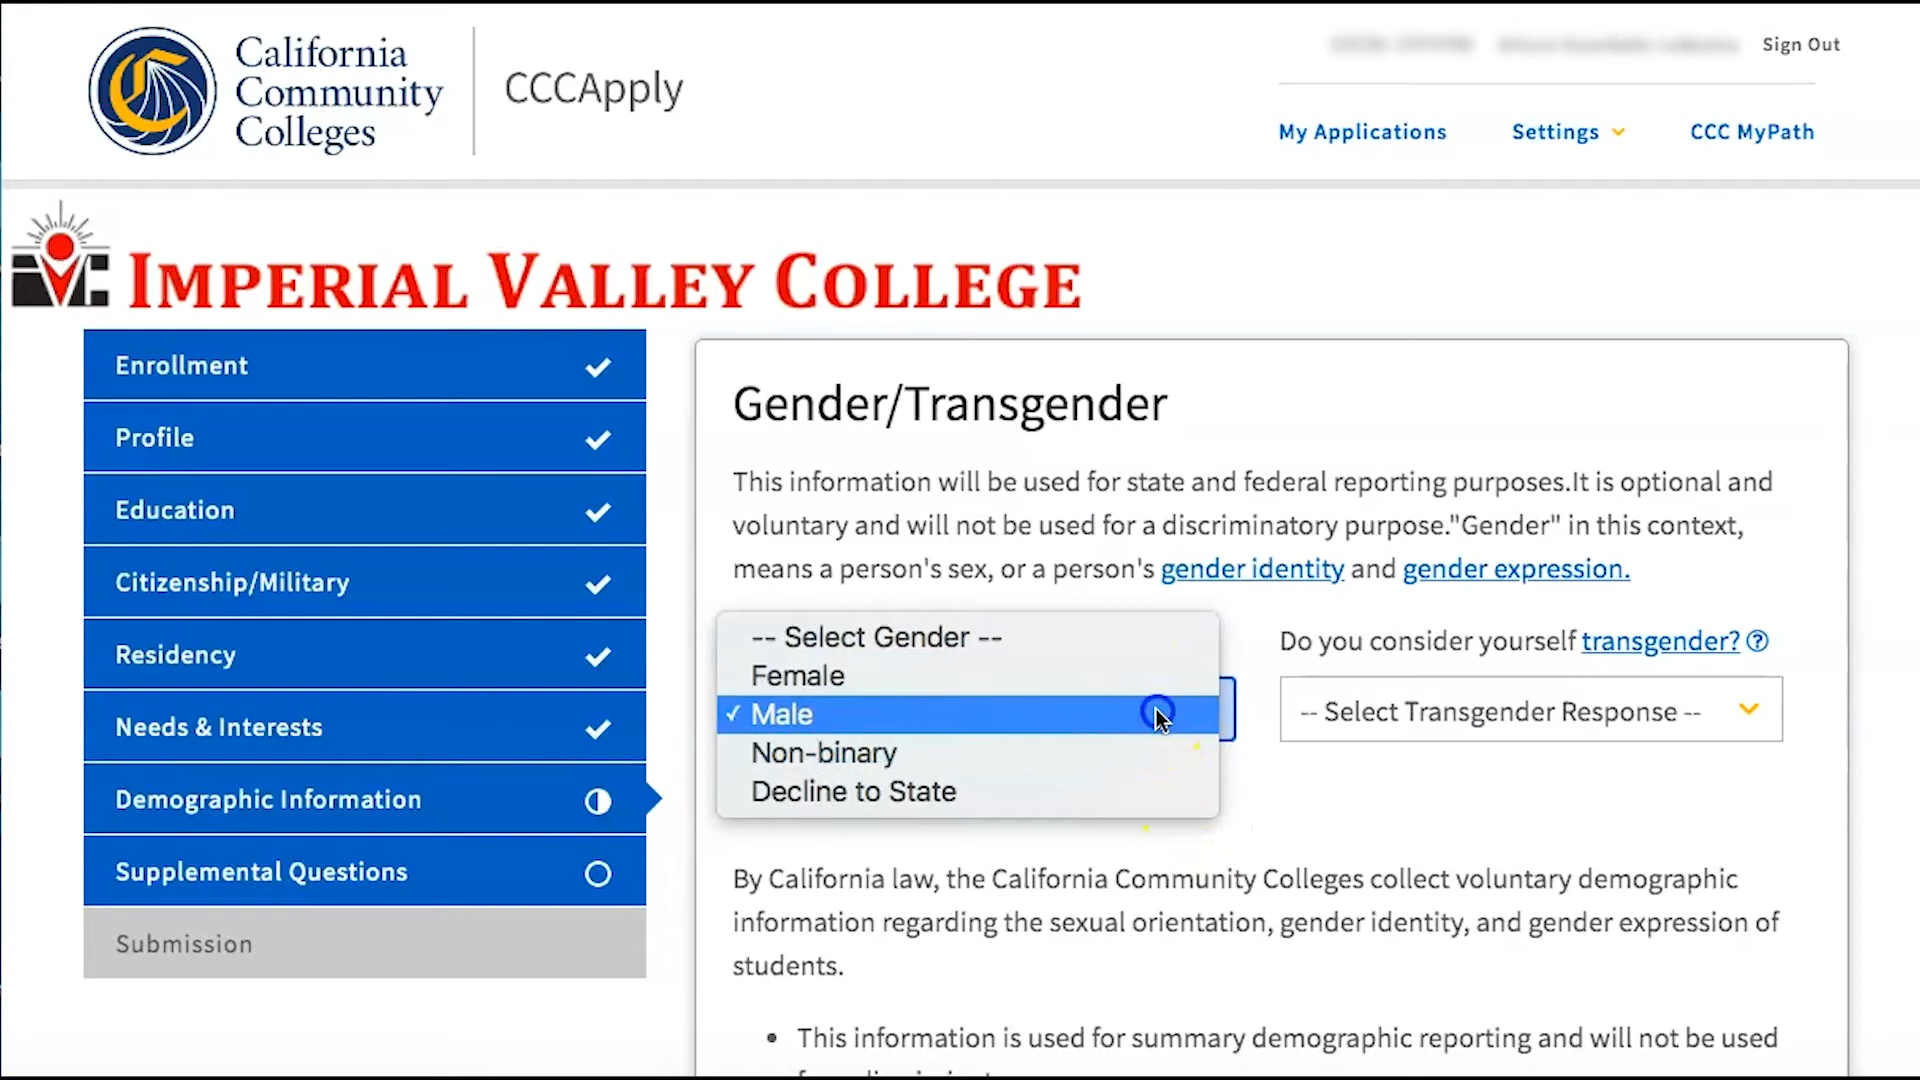 California
Community
Colleges
CCCApply
Sign Out
My Applications
Settings
CCC MyPath
IMPERIAL VALLEY COLLEGE
Enrollment
Profile
Education
Citizenship/Military
Residency
Needs & Interests
Demographic Information
Supplemental Questions
Submission
Gender/Transgender
This information will be used for state and federal reporting purposes.It is optional and
voluntary and will not be used for a discriminatory purpose."Gender" in this context,
means a person's sex, or a person's gender identity and gender expression.
-- Select Gender --
Female
✓ Male
Non-binary
Decline to State
Do you consider yourself transgender?
-- Select Transgender Response --
By California law, the California Community Colleges collect voluntary demographic
information regarding the sexual orientation, gender identity, and gender expression of
students.
• This information is used for summary demographic reporting and will not be used